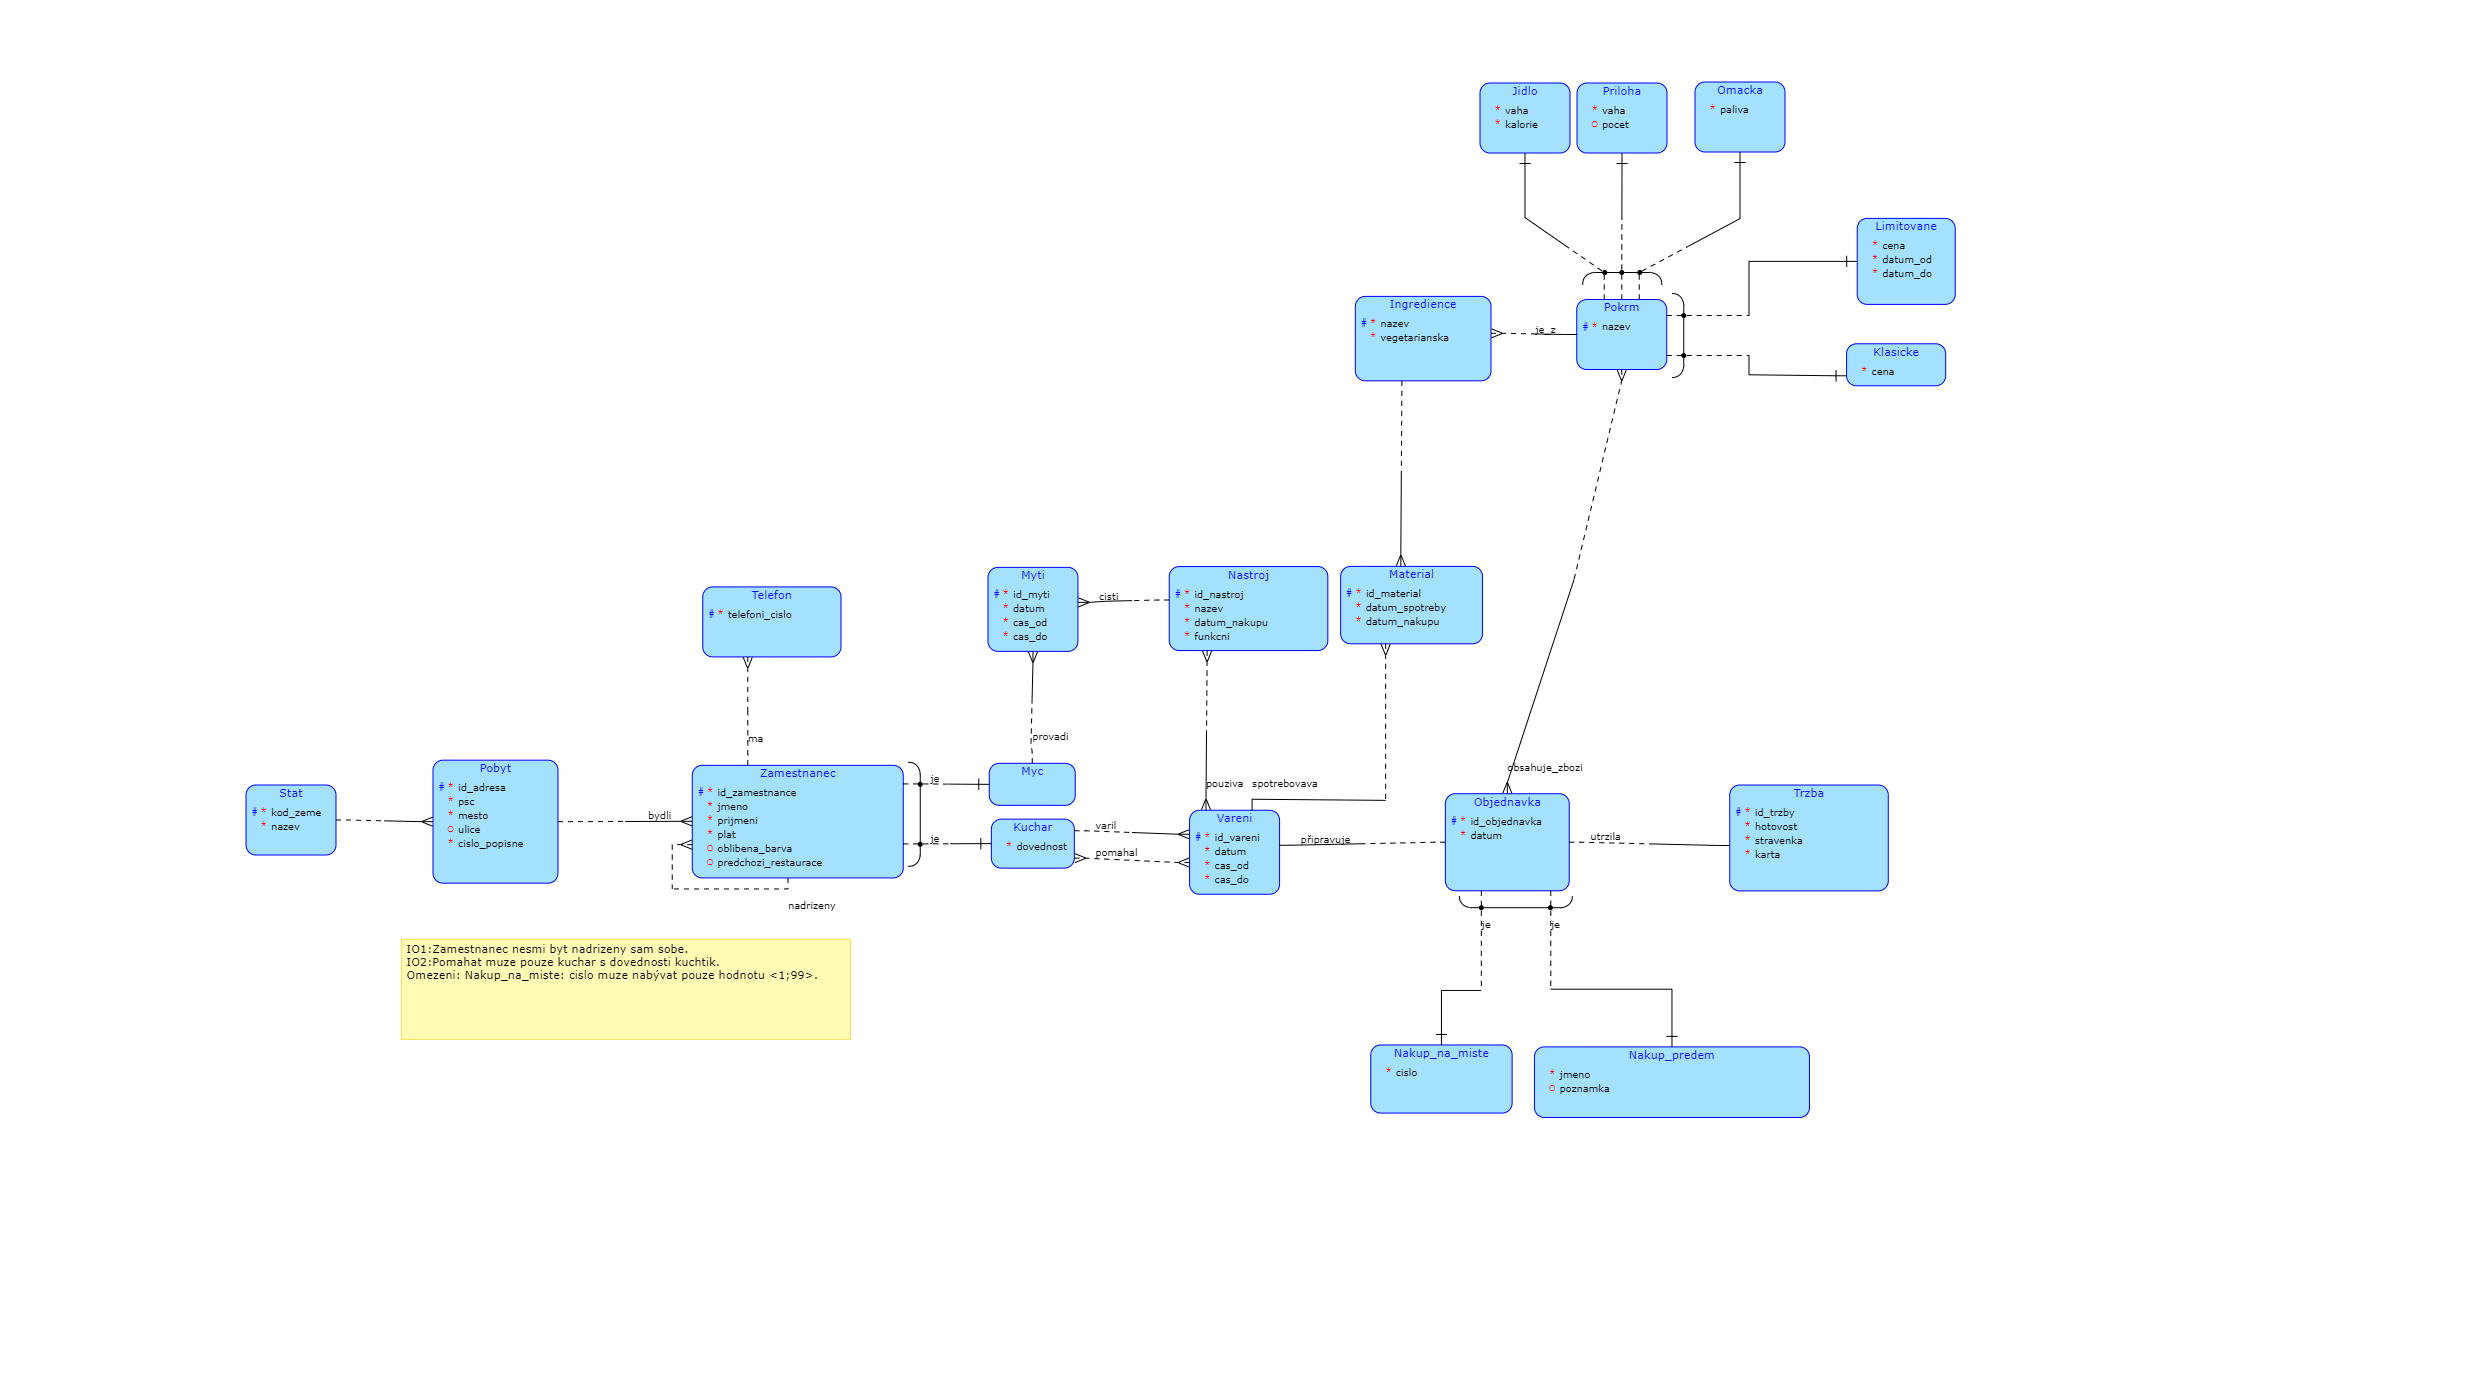 Jidlo
* vaha
* kalorie
Priloha
* vaha
o pocet
Omacka
* paliva
Limitovane
* cena
* datum_od
* datum_do
Ingredience
# * nazev
* vegetarianska
je_z
Pokrm
# * nazev
Klasicke
* cena
Telefon
# * telefoni_cislo
Myti
# * id_myti
* datum
* cas_od
* cas_do
cisti
Nastroj
# * id_nastroj
* nazev
* datum_nakupu
* funkcni
Material
# * id_material
* datum_spotreby
* datum_nakupu
ma
provadi
pouziva
spotrebovava
obsahuje_zbozi
Stat
# * kod_zeme
* nazev
Pobyt
# * id_adresa
* psc
* mesto
o ulice
* cislo_popisne
bydli
Zamestnanec
# * id_zamestnance
* jmeno
* prijmeni
* plat
o oblibena_barva
o predchozi_restaurace
nadrizeny
je
je
Myc
Kuchar
* dovednost
varil
pomahal
Vareni
# * id_vareni
* datum
* cas_od
* cas_do
připravuje
Objednavka
# * id_objednavka
* datum
utrzila
Trzba
# * id_trzby
* hotovost
* stravenka
* karta
je
je
IO1:Zamestnanec nesmi byt nadrizeny sam sobe.
IO2:Pomahat muze pouze kuchar s dovednosti kuchtik.
Omezeni: Nakup_na_miste: cislo muze nabývat pouze hodnotu <1;99>.
Nakup_na_miste
* cislo
Nakup_predem
* jmeno
o poznamka